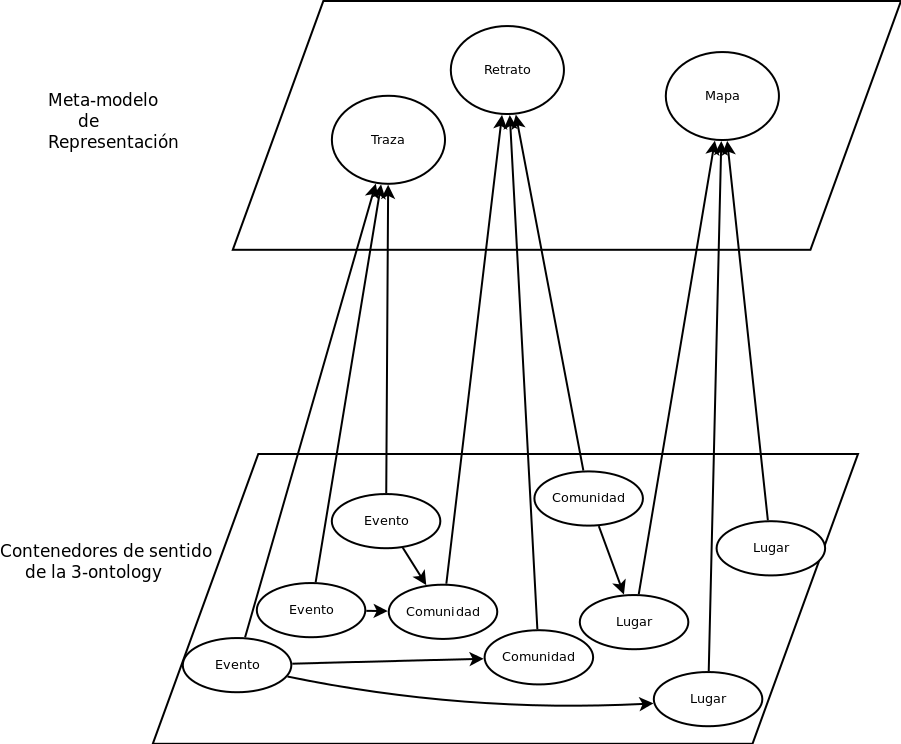 Retrato
Mapa
Meta-modelo
de
Representación
Traza
Comunidad
Evento
Lugar
Contenedores de sentido
de la 3-ontology
Evento
Comunidad
Lugar
Comunidad
Evento
Lugar